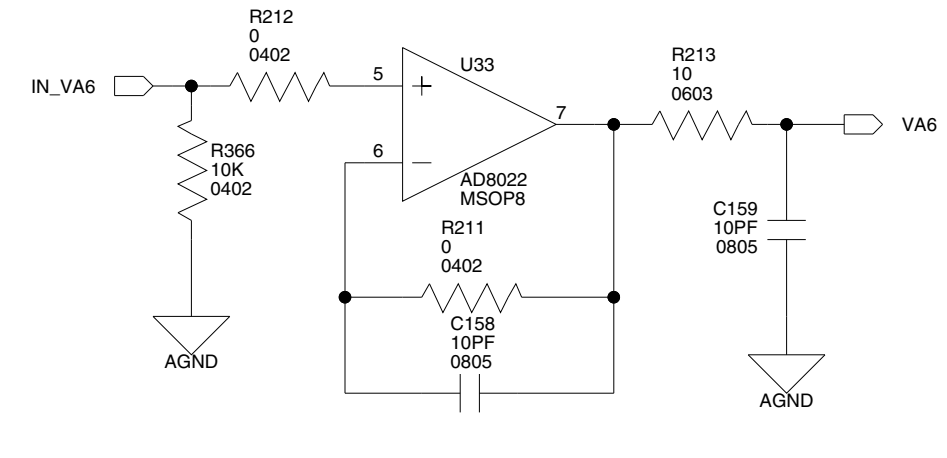 R212
0
0402
IN_VA6
5
U33
R213
10
0603
7
VA6
R366
10K
0402
6
AD8022
MSOP8
C159
10PF
0805
R211
0
0402
C158
10PF
0805
AGND
AGND